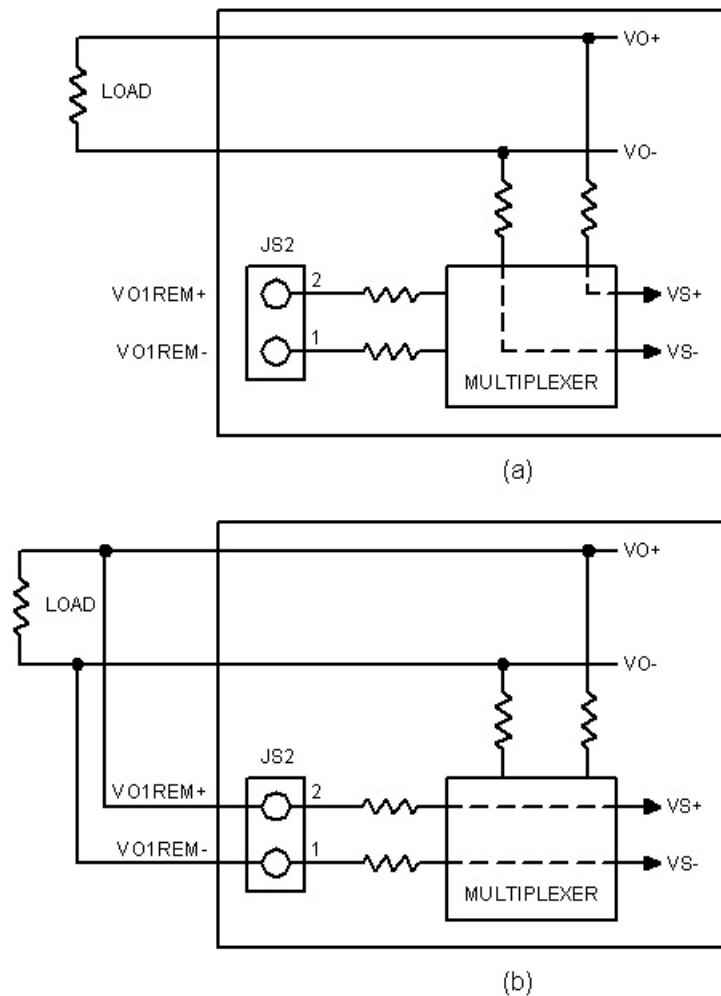 VO+
LOAD
VO-
JS2
VO1REM+ 2 VS+
VO1REM- 1 VS-
MULTIPLEXER
(a)
VO+
LOAD
VO-
JS2
VO1REM+ 2 VS+
VO1REM- 1 VS-
MULTIPLEXER
(b)